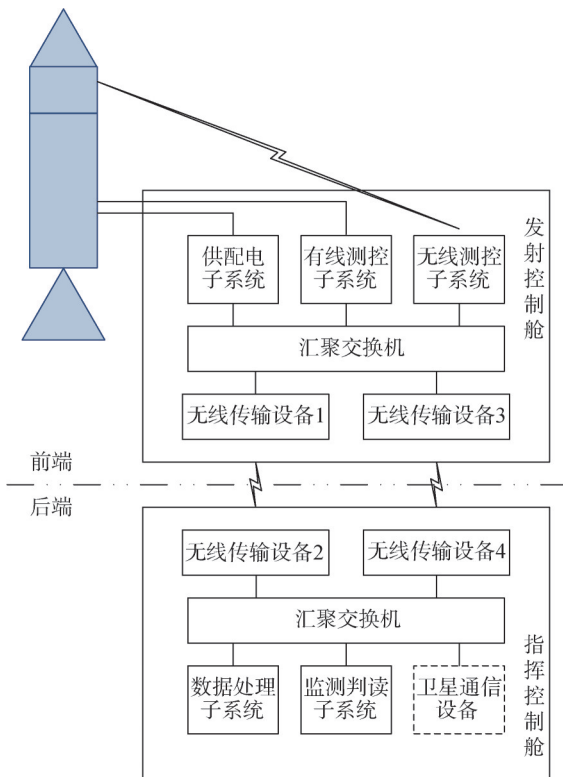 供配电
子系统
有线测控
子系统
无线测控
子系统
发射控制舱
汇聚交换机
无线传输设备1
无线传输设备3
前端
后端
无线传输设备2
无线传输设备4
汇聚交换机
数据处理
子系统
监测判读
子系统
卫星通信
设备
指挥控制舱